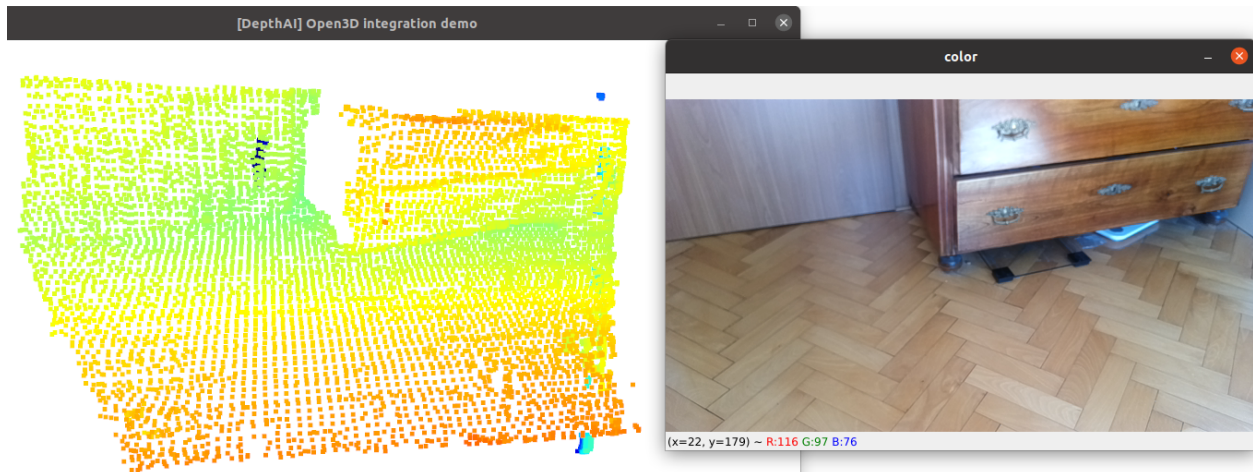 [DepthAI] Open3D integration demo
color
(x=22, y=179) ~ R:116 G:97 B:76